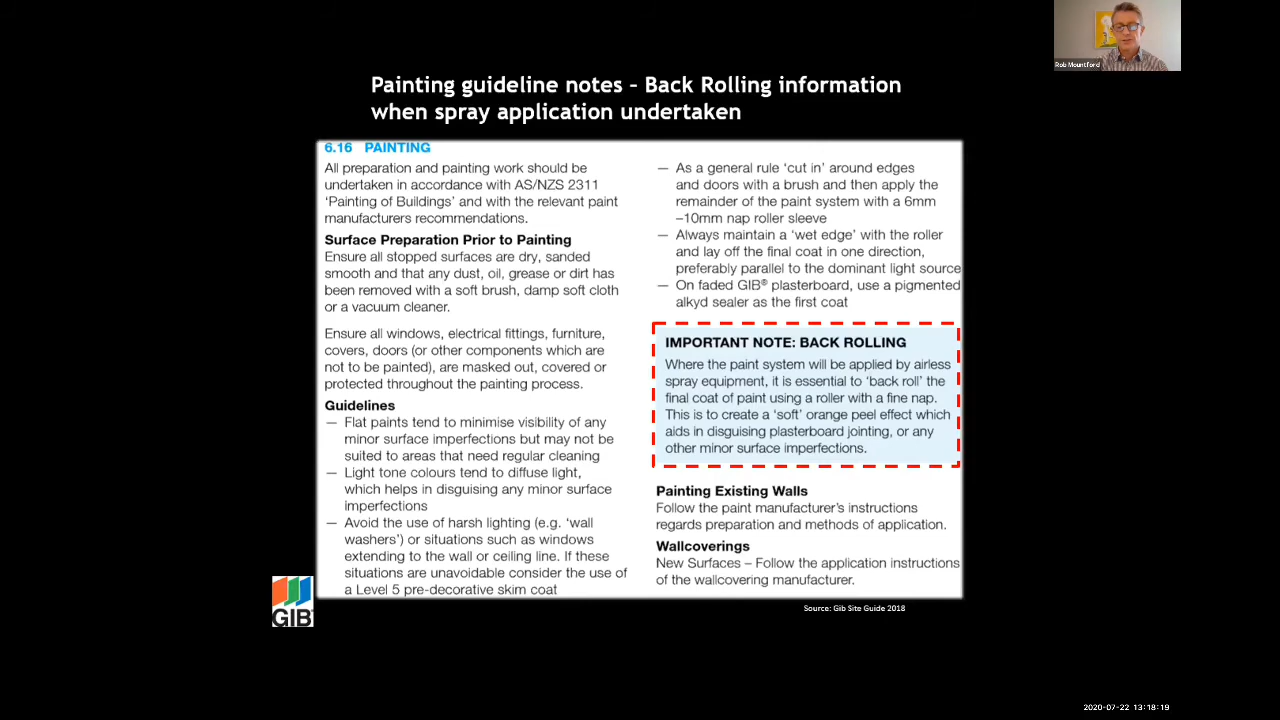 Rob Mountford
Painting guideline notes – Back Rolling information
when spray application undertaken
6.16 PAINTING
All preparation and painting work should be
undertaken in accordance with AS/NZS 2311
‘Painting of Buildings’ and with the relevant paint
manufacturers recommendations.
Surface Preparation Prior to Painting
Ensure all stopped surfaces are dry, sanded
smooth and that any dust, oil, grease or dirt has
been removed with a soft brush, damp soft cloth
or a vacuum cleaner.
Ensure all windows, electrical fittings, furniture,
covers, doors (or other components which are
not to be painted), are masked out, covered or
protected throughout the painting process.
Guidelines
— Flat paints tend to minimise visibility of any
minor surface imperfections but may not be
suited to areas that need regular cleaning
— Light tone colours tend to diffuse light,
which helps in disguising any minor surface
imperfections
— Avoid the use of harsh lighting (e.g. ‘wall
washers’) or situations such as windows
extending to the wall or ceiling line. If these
situations are unavoidable consider the use of
a Level 5 pre-decorative skim coat
— As a general rule ‘cut in’ around edges
and doors with a brush and then apply the
remainder of the paint system with a 6mm
–10mm nap roller sleeve
— Always maintain a ‘wet edge’ with the roller
and lay off the final coat in one direction,
preferably parallel to the dominant light source
— On faded GIB® plasterboard, use a pigmented
alkyd sealer as the first coat
IMPORTANT NOTE: BACK ROLLING
Where the paint system will be applied by airless
spray equipment, it is essential to ‘back roll’ the
final coat of paint using a roller with a fine nap.
This is to create a ‘soft’ orange peel effect which
aids in disguising plasterboard jointing, or any
other minor surface imperfections.
Painting Existing Walls
Follow the paint manufacturer’s instructions
regards preparation and methods of application.
Wallcoverings
New Surfaces – Follow the application instructions
of the wallcovering manufacturer.
GIB
Source: Gib Site Guide 2018
2020-07-22 13:18:19